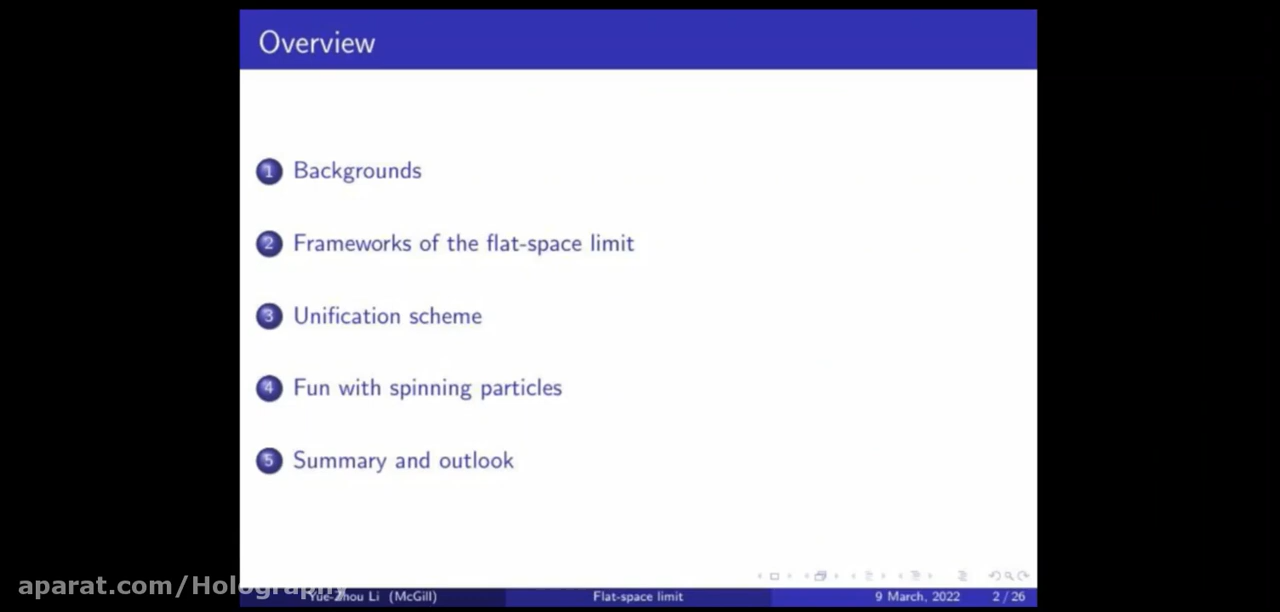 Overview
1 Backgrounds
2 Frameworks of the flat-space limit
3 Unification scheme
4 Fun with spinning particles
5 Summary and outlook
aparat.com/Holography
Yue-Zhou Li (McGill) Flat-space limit 9 March, 2022 2 / 26